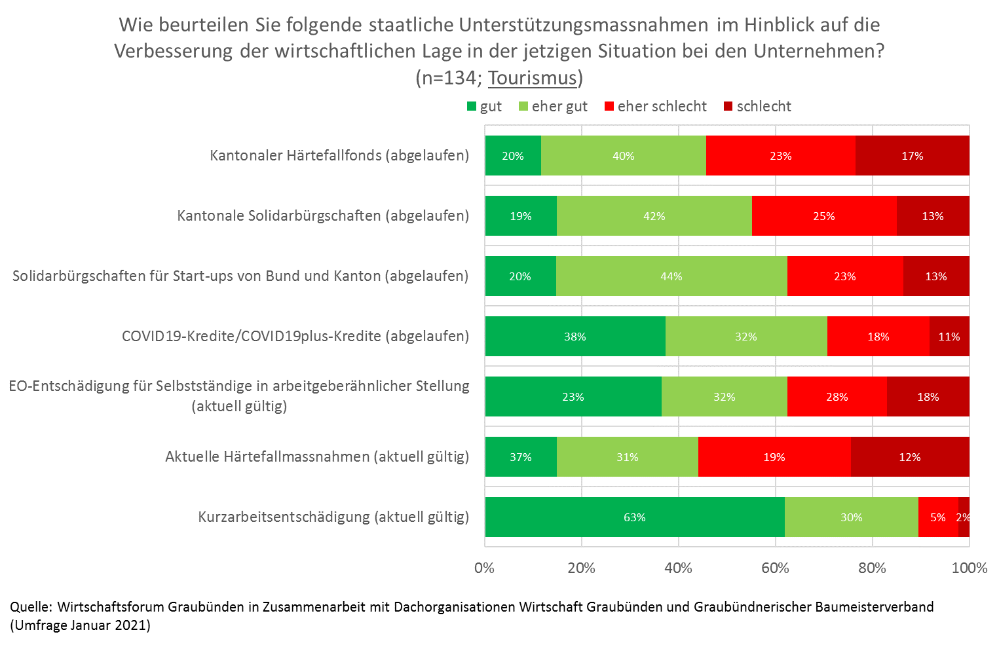 Wie beurteilen Sie folgende staatliche Unterstützungsmassnahmen im Hinblick auf die
Verbesserung der wirtschaftlichen Lage in der jetzigen Situation bei den Unternehmen?
(n=134; Tourismus)
gut eher gut eher schlecht schlecht
Kantonaler Härtefallfonds (abgelaufen) 20% 40% 23% 17%
Kantonale Solidarbürgschaften (abgelaufen) 19% 42% 25% 13%
Solidarbürgschaften für Start-ups von Bund und Kanton (abgelaufen) 20% 44% 23% 13%
COVID19-Kredite/COVID19plus-Kredite (abgelaufen) 38% 32% 18% 11%
EO-Entschädigung für Selbstständige in arbeitgeberähnlicher Stellung
(aktuell gültig) 23% 32% 28% 18%
Aktuelle Härtefallmassnahmen (aktuell gültig) 37% 31% 19% 12%
Kurzarbeitsentschädigung (aktuell gültig) 63% 30% 5% 2%
0% 20% 40% 60% 80% 100%
Quelle: Wirtschaftsforum Graubünden in Zusammenarbeit mit Dachorganisationen Wirtschaft Graubünden und Graubündnerischer Baumeisterverband
(Umfrage Januar 2021)